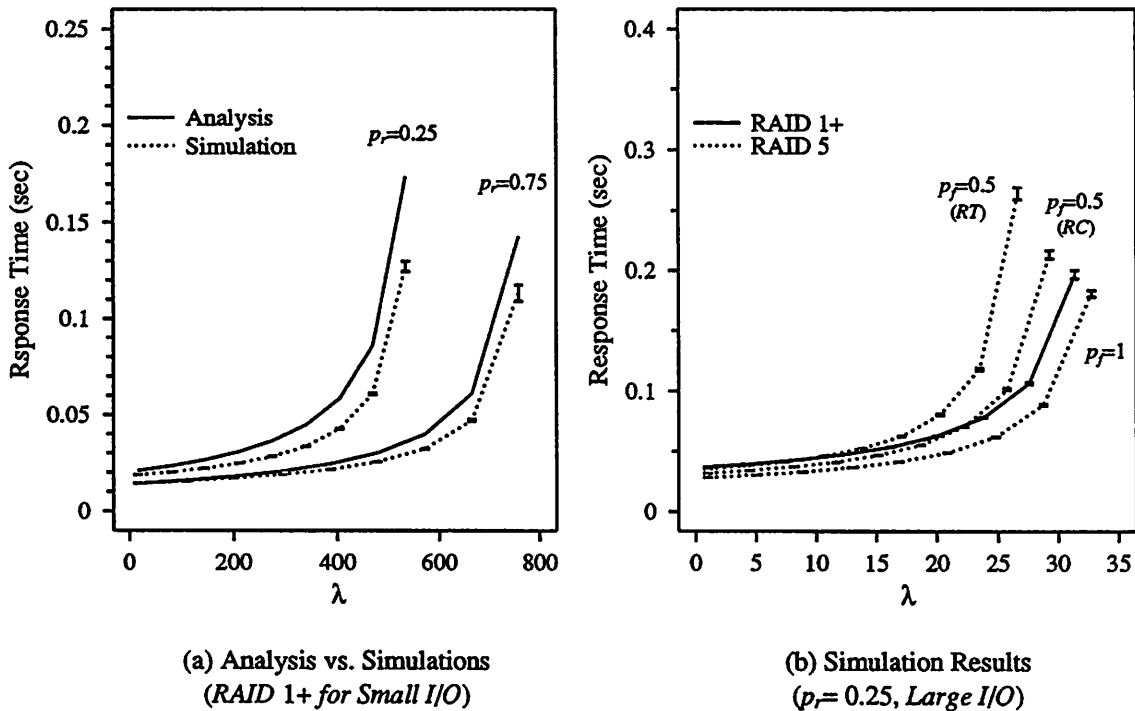 0.25
0.2
0.15
0.1
0.05
0
Rsponse Time (sec)
Analysis
Simulation
p_r=0.25
p_r=0.75
0 200 400 600 800
λ
(a) Analysis vs. Simulations
(RAID 1+ for Small I/O)
0.4
0.3
0.2
0.1
0
Response Time (sec)
RAID 1+
RAID 5
p_f=0.5
(RT)
p_f=0.5
(RC)
p_f=1
0 5 10 15 20 25 30 35
λ
(b) Simulation Results
(p_r= 0.25, Large I/O)